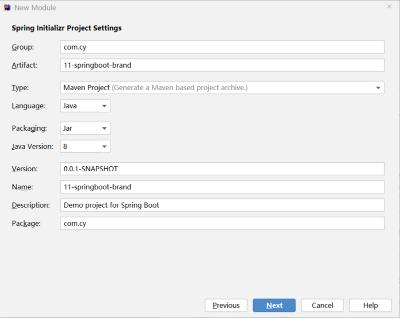 New Module
Spring Initializr Project Settings
Group: com.cy
Artifact: 11-springboot-brand
Type: Maven Project (Generate a Maven based project archive.)
Language: Java
Packaging: Jar
Java Version: 8
Version: 0.0.1-SNAPSHOT
Name: 11-springboot-brand
Description: Demo project for Spring Boot
Package: com.cy
Previous Next Cancel Help